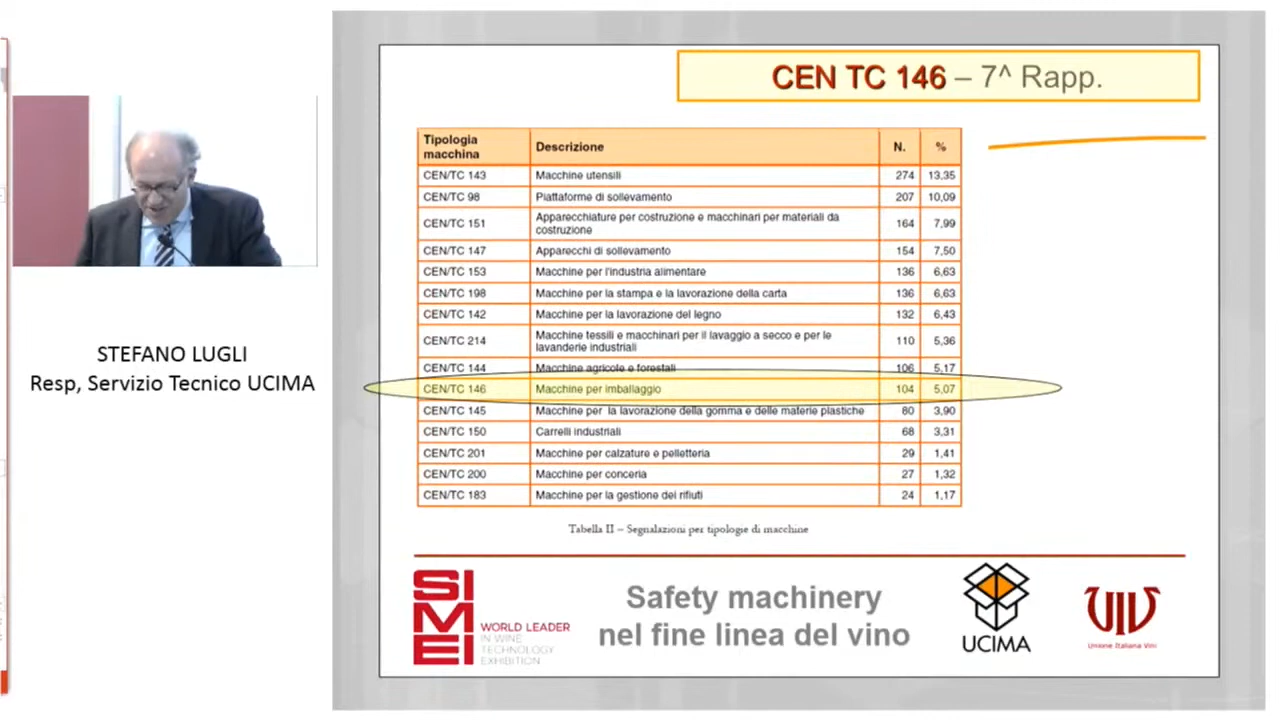 CEN TC 146 – 7^ Rapp.
Tipologia macchina Descrizione N. %
CEN/TC 143 Macchine utensili 274 13,35
CEN/TC 98 Piattaforme di sollevamento 207 10,09
CEN/TC 151 Apparecchiature per costruzione e macchinari per materiali da costruzione 164 7,99
CEN/TC 147 Apparecchi di sollevamento 154 7,50
CEN/TC 153 Macchine per l'industria alimentare 136 6,63
CEN/TC 198 Macchine per la stampa e la lavorazione della carta 136 6,63
CEN/TC 142 Macchine per la lavorazione del legno 132 6,43
CEN/TC 214 Macchine tessili e macchinari per il lavaggio a secco e per le lavanderie industriali 110 5,36
CEN/TC 144 Macchine agricole e forestali 106 5,17
CEN/TC 146 Macchine per imballaggio 104 5,07
CEN/TC 145 Macchine per la lavorazione della gomma e delle materie plastiche 80 3,90
CEN/TC 150 Carrelli industriali 68 3,31
CEN/TC 201 Macchine per calzature e pelletteria 29 1,41
CEN/TC 200 Macchine per conceria 27 1,32
CEN/TC 183 Macchine per la gestione dei rifiuti 24 1,17
Tabella II – Segnalazioni per tipologie di macchine
STEFANO LUGLI
Resp, Servizio Tecnico UCIMA
SI
M
EI
WORLD LEADER
IN WINE
TECHNOLOGY
EXHIBITION
Safety machinery
nel fine linea del vino
UCIMA
UIV
Unione Italiana Vini